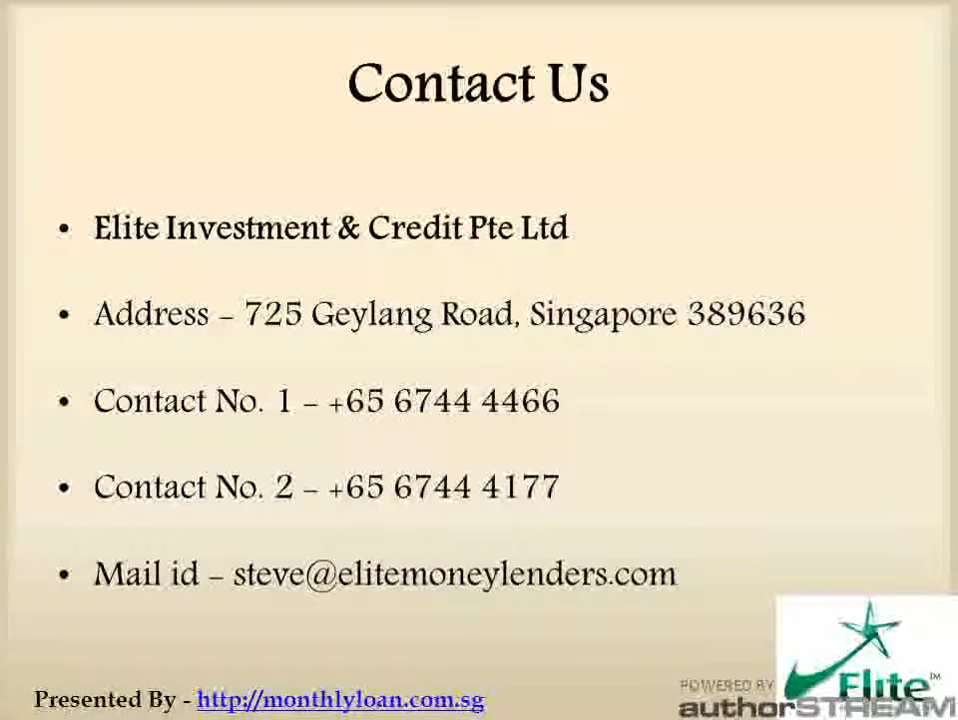 Contact Us
• Elite Investment & Credit Pte Ltd
• Address – 725 Geylang Road, Singapore 389636
• Contact No. 1 – +65 6744 4466
• Contact No. 2 – +65 6744 4177
• Mail id – steve@elitemoneylenders.com
Presented By - http://monthlyloan.com.sg
POWERED BY
Elite™
authorSTREAM